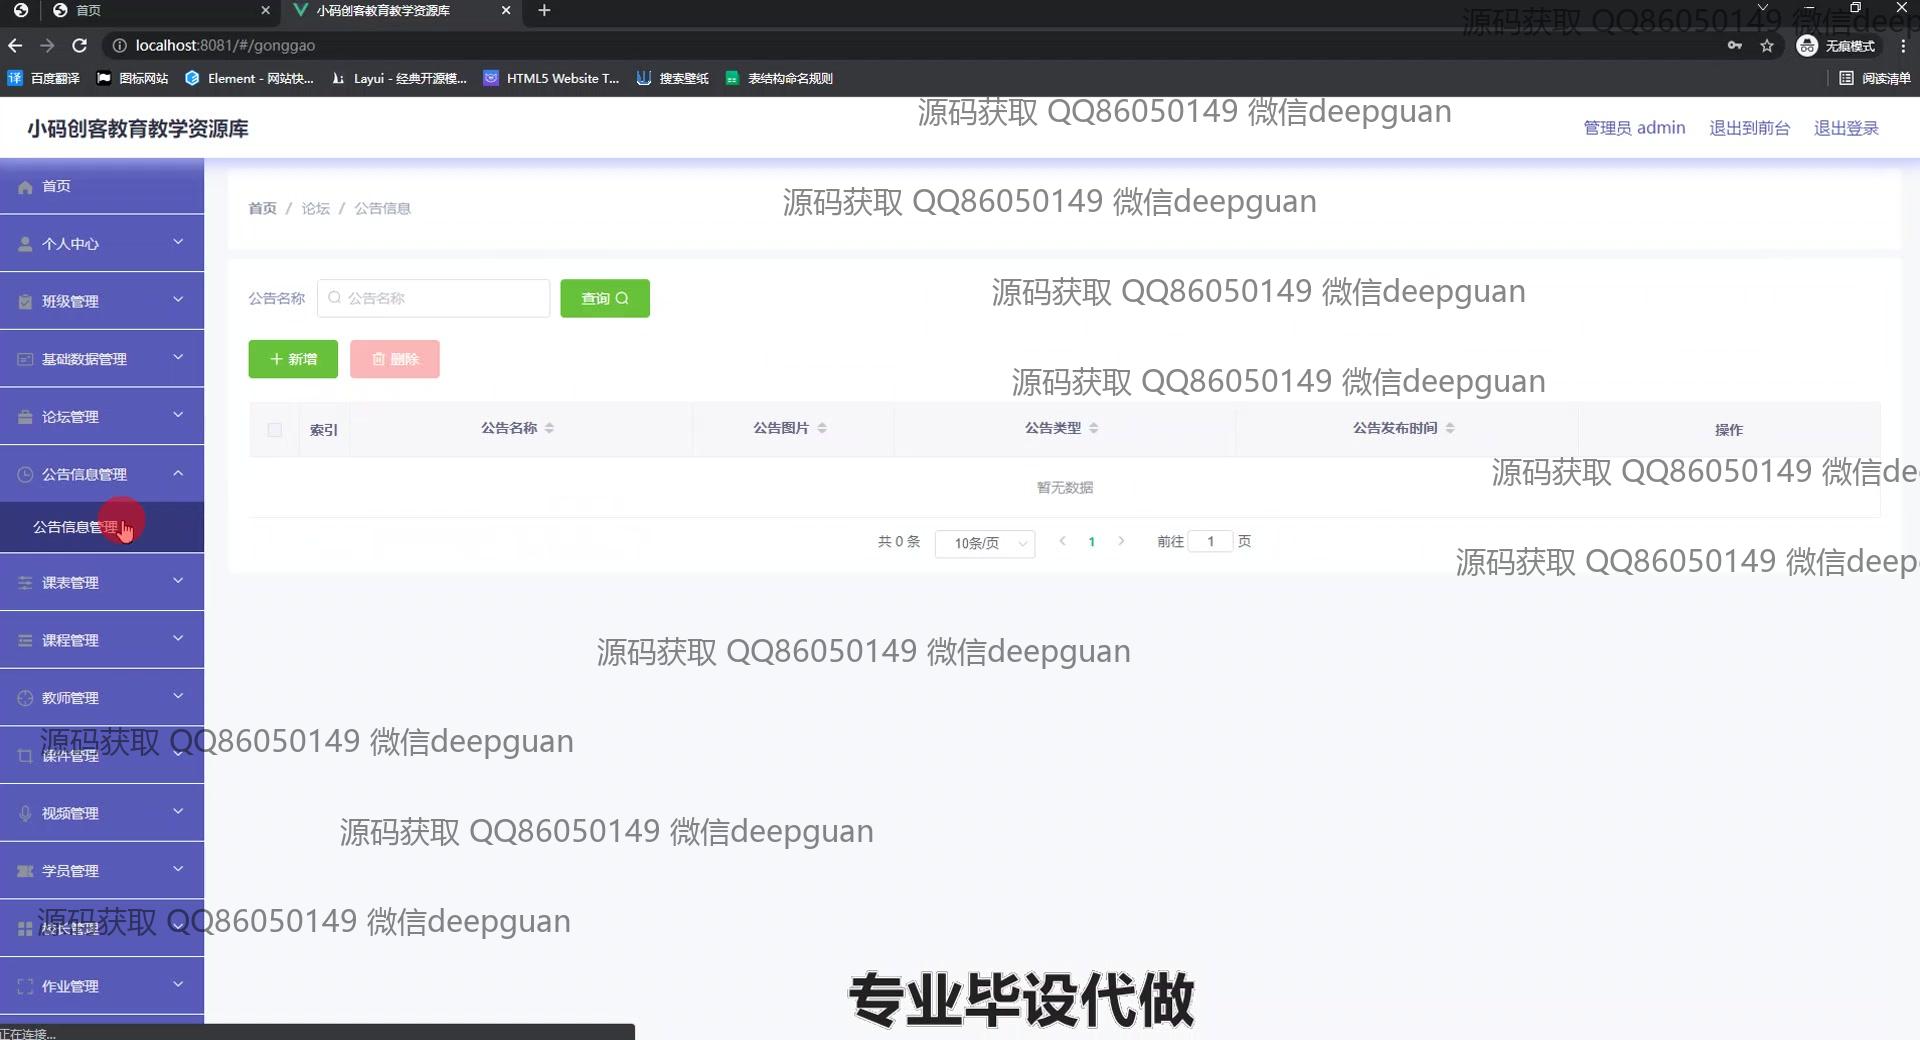 首页
小码创客教育教学资源库
无痕模式
localhost:8081/#/gonggao
百度翻译 图标网站 Element - 网站快... Layui - 经典开源模... HTML5 Website T... 搜索壁纸 表结构命名规则 阅读清单
源码获取 QQ86050149 微信deep
源码获取 QQ86050149 微信deepguan
小码创客教育教学资源库
管理员 admin 退出到前台 退出登录
首页
个人中心
班级管理
基础数据管理
论坛管理
公告信息管理
公告信息管理
课表管理
课程管理
教师管理
课件管理
视频管理
学员管理
作业管理
首页 / 论坛 / 公告信息
源码获取 QQ86050149 微信deepguan
公告名称 公告名称 查询
源码获取 QQ86050149 微信deepguan
新增 删除
源码获取 QQ86050149 微信deepguan
索引 公告名称 公告图片 公告类型 公告发布时间 操作
源码获取 QQ86050149 微信de
暂无数据
共 0 条 10条/页 1 前往 1 页
源码获取 QQ86050149 微信deep
源码获取 QQ86050149 微信deepguan
源码获取 QQ86050149 微信deepguan
源码获取 QQ86050149 微信deepguan
源码获取 QQ86050149 微信deepguan
专业毕设代做
正在连接...